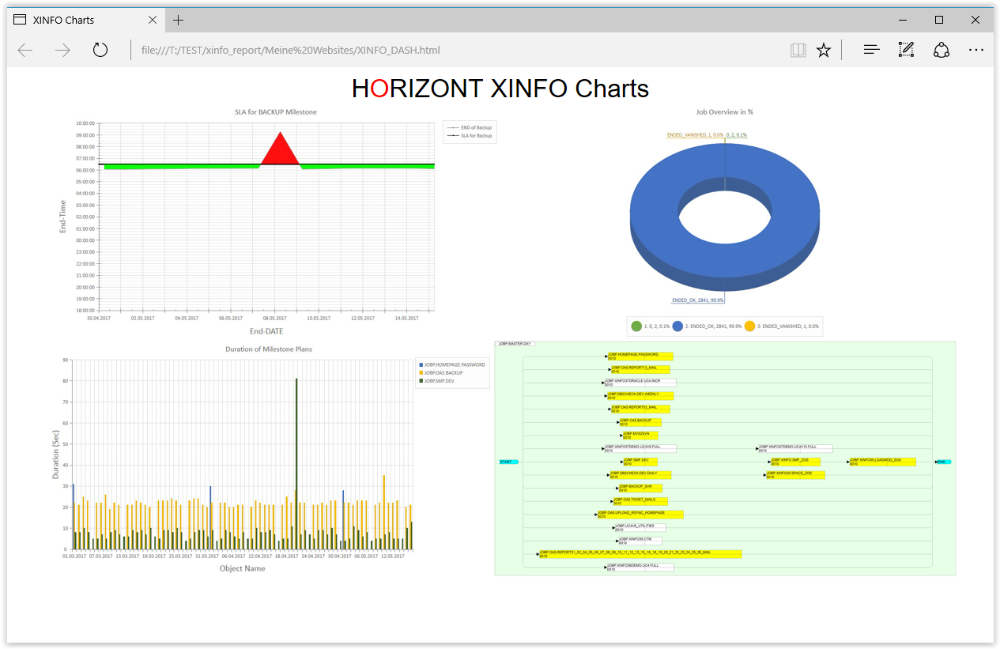 XINFO Charts
file:///T:/TEST/xinfo_report/Meine%20Websites/XINFO_DASH.html
HORIZONT XINFO Charts
SLA for BACKUP Milestone
10:00:00
09:00:00
08:00:00
07:00:00
06:00:00
05:00:00
04:00:00
03:00:00
02:00:00
01:00:00
00:00:00
23:00:00
22:00:00
21:00:00
20:00:00
19:00:00
18:00:00
End-Time
30.04.2017 02.05.2017 04.05.2017 06.05.2017 08.05.2017 10.05.2017 12.05.2017 14.05.2017
End-DATE
END of Backup
SLA for Backup
Job Overview in %
ENDED_VANISHED, 1, 0.0% 0, 2, 0.1%
ENDED_OK, 2841, 99.9%
1: 0, 2, 0.1% 2: ENDED_OK, 2841, 99.9% 3: ENDED_VANISHED, 1, 0.0%
Duration of Milestone Plans
90
80
70
60
50
40
30
20
10
0
Duration (Sec)
01.03.2017 07.03.2017 13.03.2017 19.03.2017 25.03.2017 31.03.2017 06.04.2017 12.04.2017 18.04.2017 24.04.2017 30.04.2017 06.05.2017 12.05.2017
Object Name
JOBP.HOMEPAGE.PASSWORD
JOBP.OAS.BACKUP
JOBP.SMF.DEV
JOBP.MASTER.DAY
JOBP.HOMEPAGE.PASSWORD
0010
JOBP.OAS.REPORT13_MAIL
0010
JOBP.XINFO37ORACLE.UC4.INCR
0010
JOBP.DB2CHECK.DEV.WEEKLY
0010
JOBP.OAS.REPORT03_MAIL
0010
JOBP.OAS.BACKUP
0010
JOBP.MVS2SVN
0010
JOBP.XINFO37DEMO.UC4V9.FULL
0010
JOBP.XINFO37DEMO.UC4V10.FULL
0010
START
JOBP.SMF.DEV
0010
JOBP.XINFO.SMF_ZOS
0010
JOBP.XINFO35.LOADMOD_ZOS
0010
END
JOBP.DB2CHECK.DEV.DAILY
0010
JOBP.XINFO35.SPACE_ZOS
0010
JOBP.BACKUP_SVN
0010
JOBP.OAS.TICKET_MAILS
0010
JOBP.OAS.UPLOAD_RSYNC_HOMEPAGE
0010
JOBP.UC4V9_UTILITIES
0010
JOBP.XINFO35.CTM
0010
0010
JOBP.XINFO36DEMO.UC4.FULL
0010